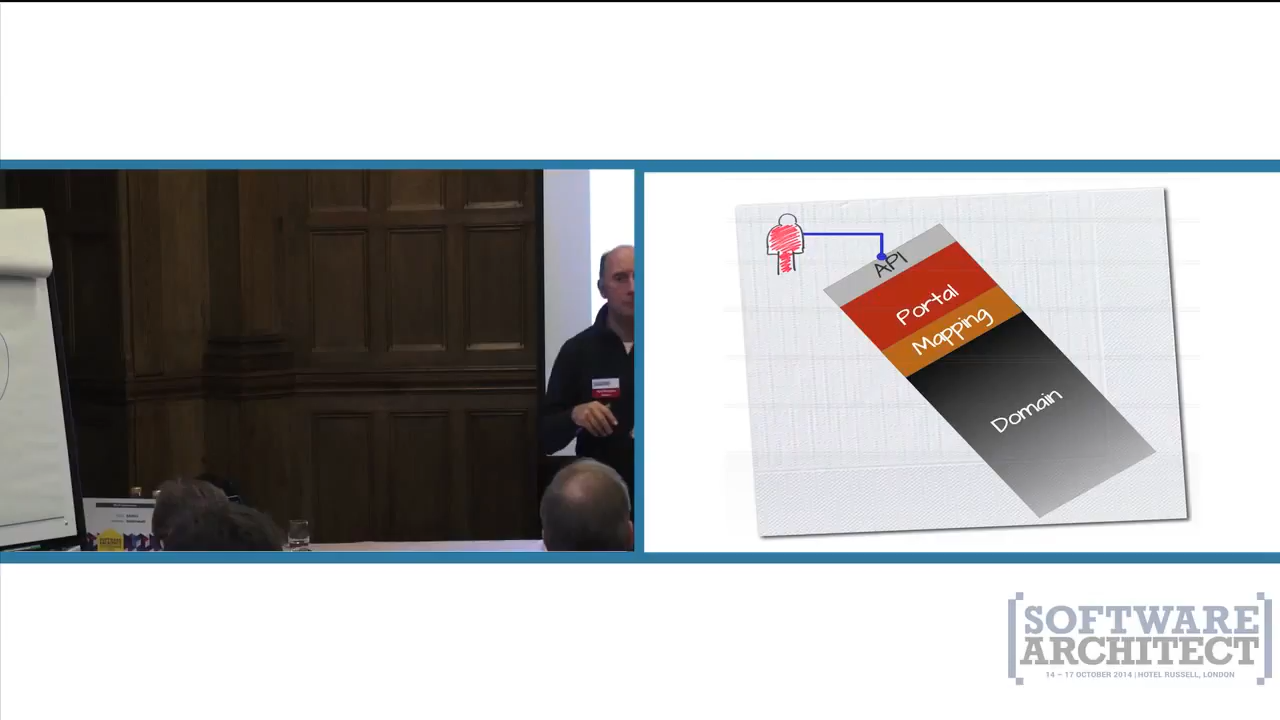 API
Portal
Mapping
Domain
SOFTWARE
ARCHITECT
14 – 17 OCTOBER 2014 | HOTEL RUSSELL, LONDON